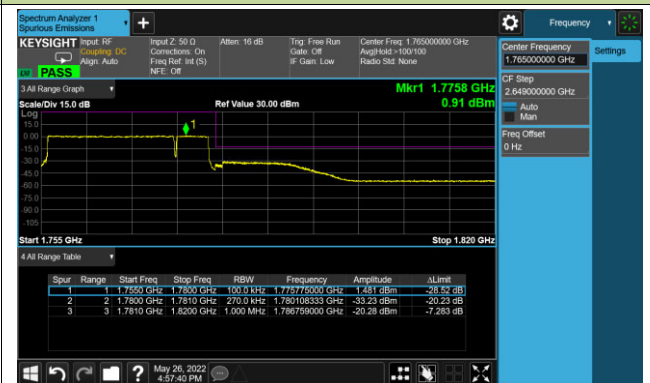 Spectrum Analyzer 1
Spurious Emissions
Frequency
KEYSIGHT
Input: RF
Coupling: DC
Align: Auto
Input Z: 50 Ω
Corrections: On
Freq Ref: Int (S)
NFE: Off
Atten: 16 dB
Trig: Free Run
Gate: Off
IF Gain: Low
Center Freq: 1.765000000 GHz
Avg|Hold:>100/100
Radio Std: None
PASS
Center Frequency
1.765000000 GHz
Settings
CF Step
2.649000000 GHz
Auto
Man
Freq Offset
0 Hz
3 All Range Graph
Mkr1 1.7758 GHz
Scale/Div 15.0 dB
Ref Value 30.00 dBm
0.91 dBm
Log
15.0
0.00
-15.0
-30.0
-45.0
-60.0
-75.0
-90.0
-105
1
Start 1.755 GHz
Stop 1.820 GHz
4 All Range Table
Spur Range Start Freq Stop Freq RBW Frequency Amplitude ΔLimit
1 1 1.7550 GHz 1.7800 GHz 100.0 kHz 1.775775000 GHz 1.481 dBm -28.52 dB
2 2 1.7800 GHz 1.7810 GHz 270.0 kHz 1.780108333 GHz -33.23 dBm -20.23 dB
3 3 1.7810 GHz 1.8200 GHz 1.000 MHz 1.786759000 GHz -20.28 dBm -7.283 dB
?
May 26, 2022
4:57:40 PM